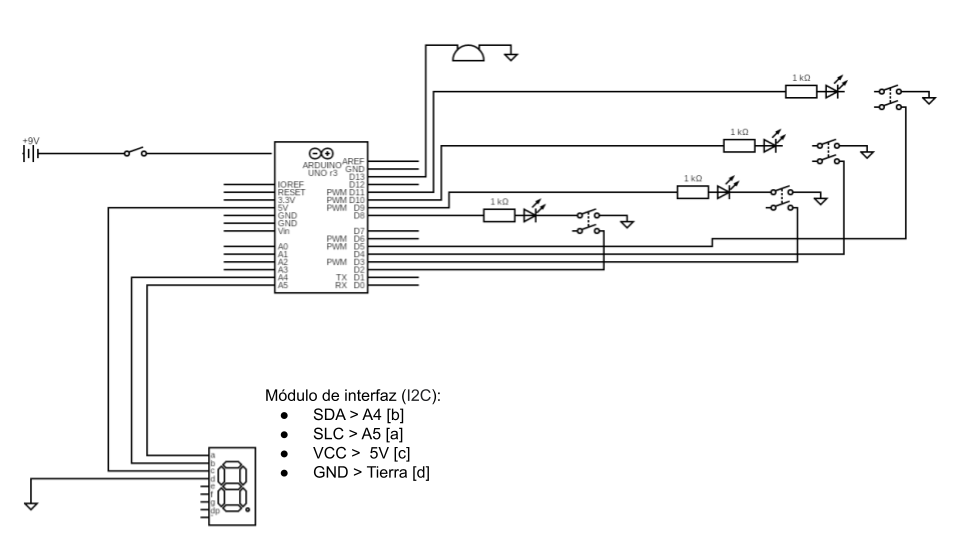 1 kΩ
+9V
1 kΩ
ARDUINO
UNO r3
AREF
GND
D13
IOREF D12
RESET PWM D11
3.3V PWM D10
5V PWM D9
GND D8
GND
Vin D7
PWM D6
A0 PWM D5
A1 D4
A2 PWM D3
A3 D2
A4 TX D1
A5 RX D0
1 kΩ
1 kΩ
Módulo de interfaz (I2C):
● SDA > A4 [b]
● SLC > A5 [a]
● VCC > 5V [c]
● GND > Tierra [d]
a
b
c
d
e
f
g
dp